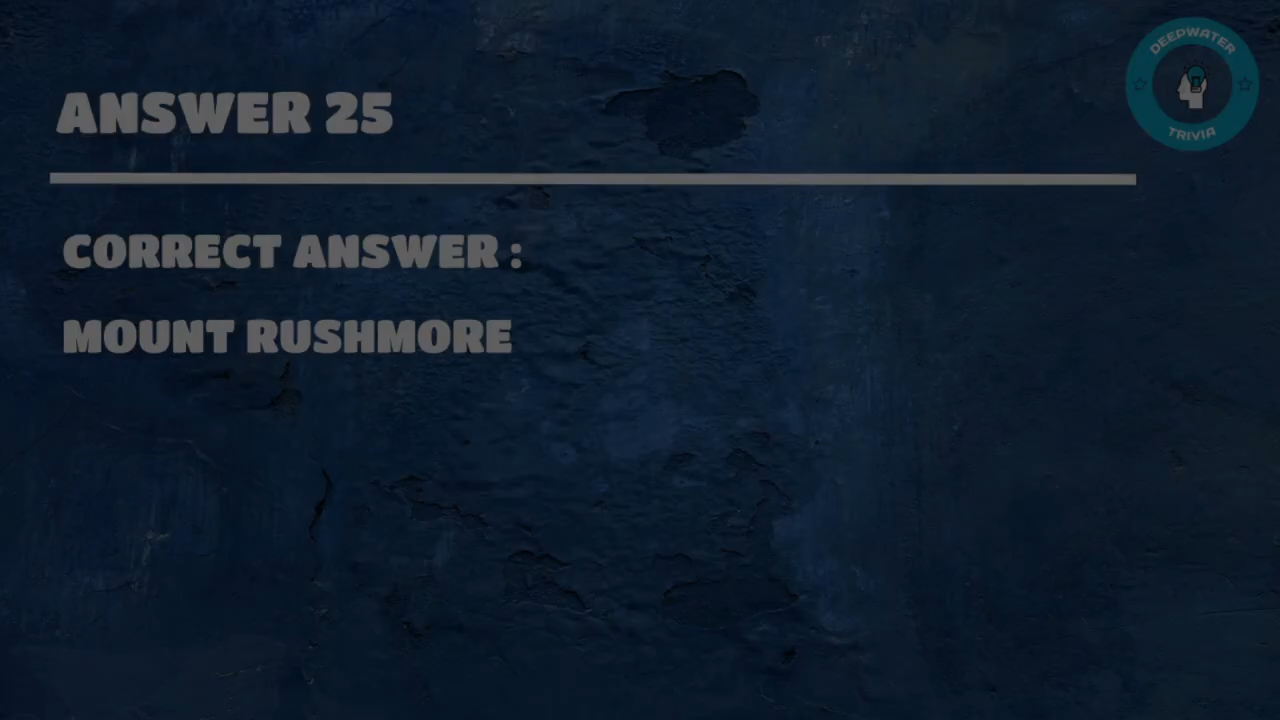 ANSWER 25
DEEPWATER
TRIVIA
CORRECT ANSWER :
MOUNT RUSHMORE